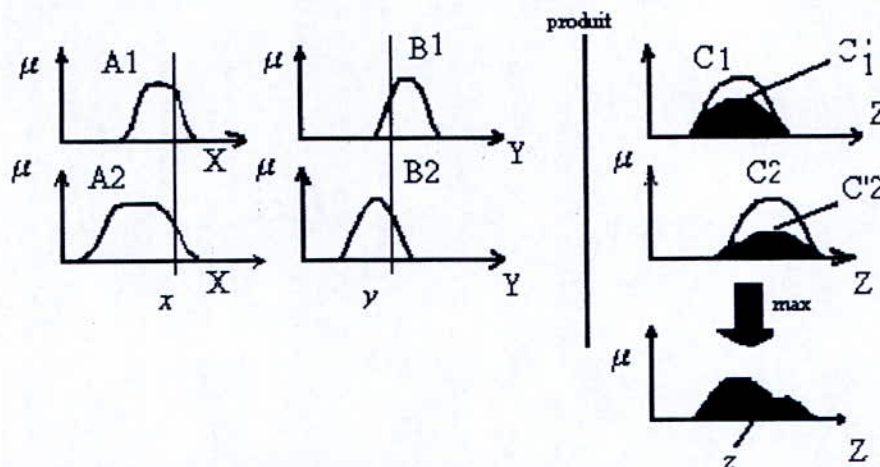 produit
μ A1 X
μ B1 Y
μ C1 C'1 Z
μ A2 X
x
μ B2 Y
y
μ C2 C'2 Z
max
μ Z
z